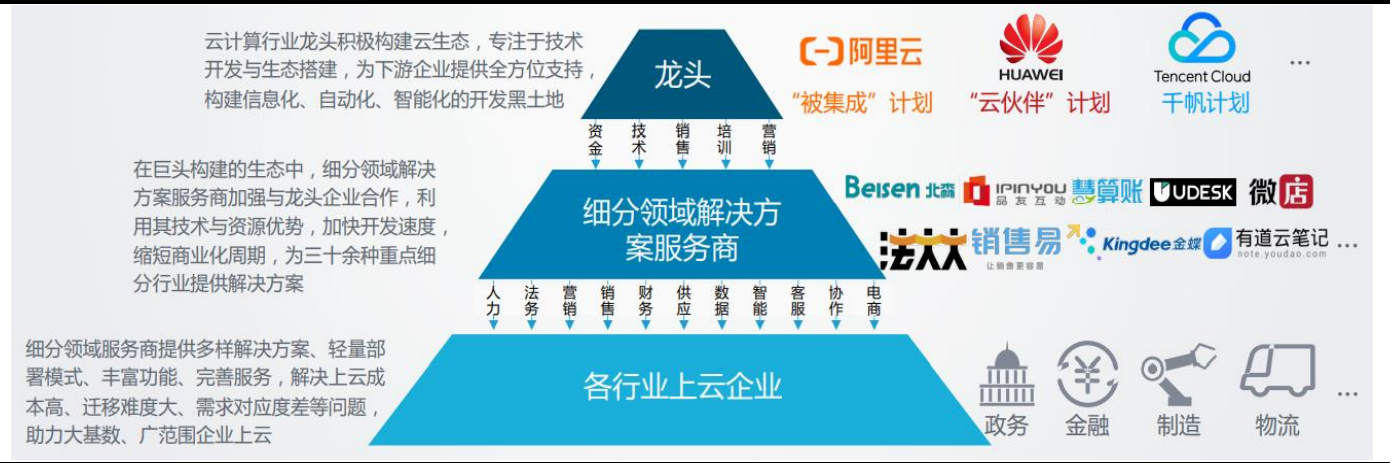 云计算行业龙头积极构建云生态，专注于技术
开发与生态搭建，为下游企业提供全方位支持，
构建信息化、自动化、智能化的开发黑土地
龙头
阿里云
“被集成”计划
HUAWEI
“云伙伴”计划
Tencent Cloud
千帆计划
...
资金 技术 销售 培训 营销
在巨头构建的生态中，细分领域解决
方案服务商加强与龙头企业合作，利
用其技术与资源优势，加快开发速度，
缩短商业化周期，为三十余种重点细
分行业提供解决方案
细分领域解决方
案服务商
Beisen 北森
IPINYOU
品友互动
慧算账
UDESK
微店
法大大
销售易
让销售更容易
Kingdee金蝶
有道云笔记
note.youdao.com
...
人力 法务 营销 销售 财务 供应 数据 智能 客服 协作 电商
细分领域服务商提供多样解决方案、轻量部
署模式、丰富功能、完善服务，解决上云成
本高、迁移难度大、需求对应度差等问题，
助力大基数、广范围企业上云
各行业上云企业
政务 金融 制造 物流
...